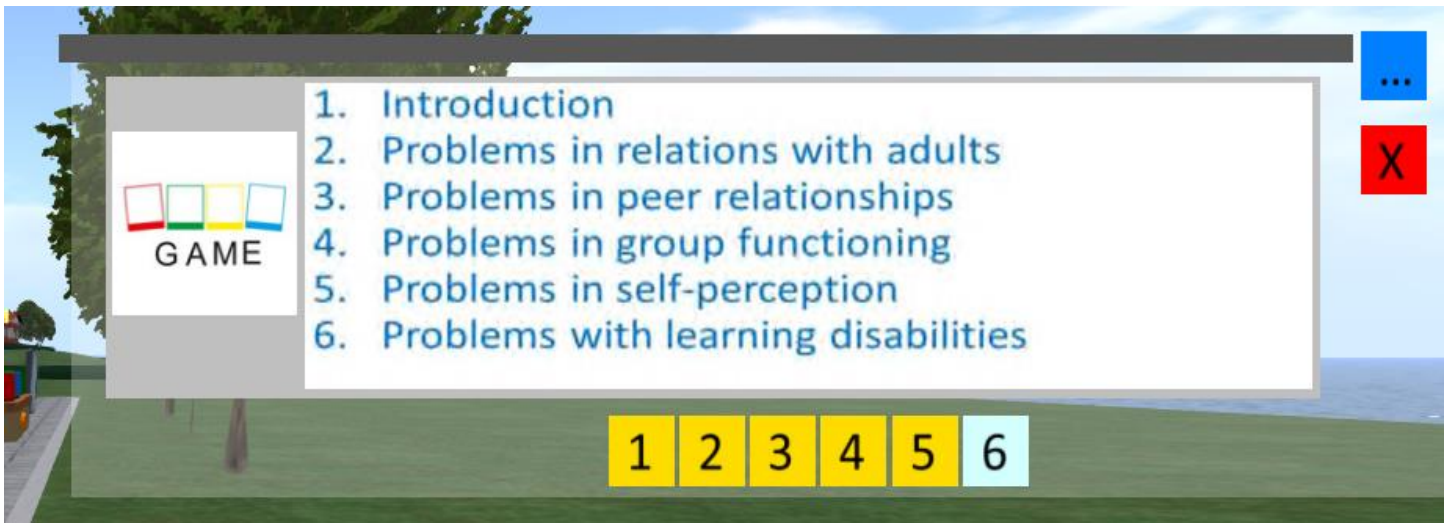 ...
1. Introduction
2. Problems in relations with adults
X
3. Problems in peer relationships
4. Problems in group functioning
GAME
5. Problems in self-perception
6. Problems with learning disabilities
1 2 3 4 5 6